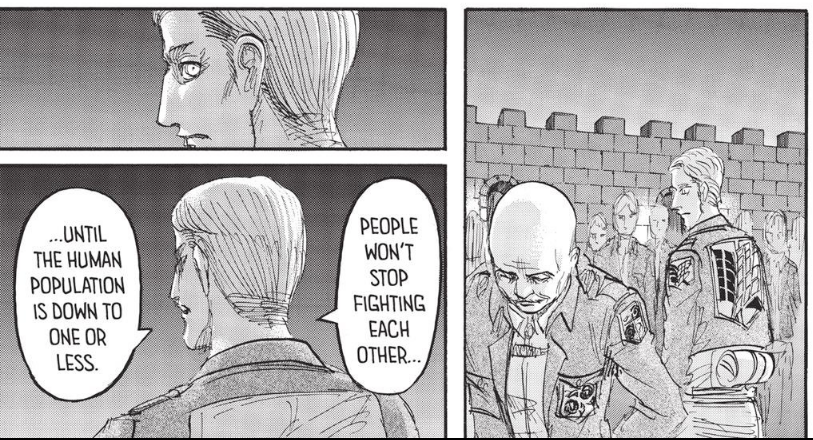 PEOPLE
WON'T
STOP
FIGHTING
EACH
OTHER...
...UNTIL
THE HUMAN
POPULATION
IS DOWN TO
ONE OR
LESS.